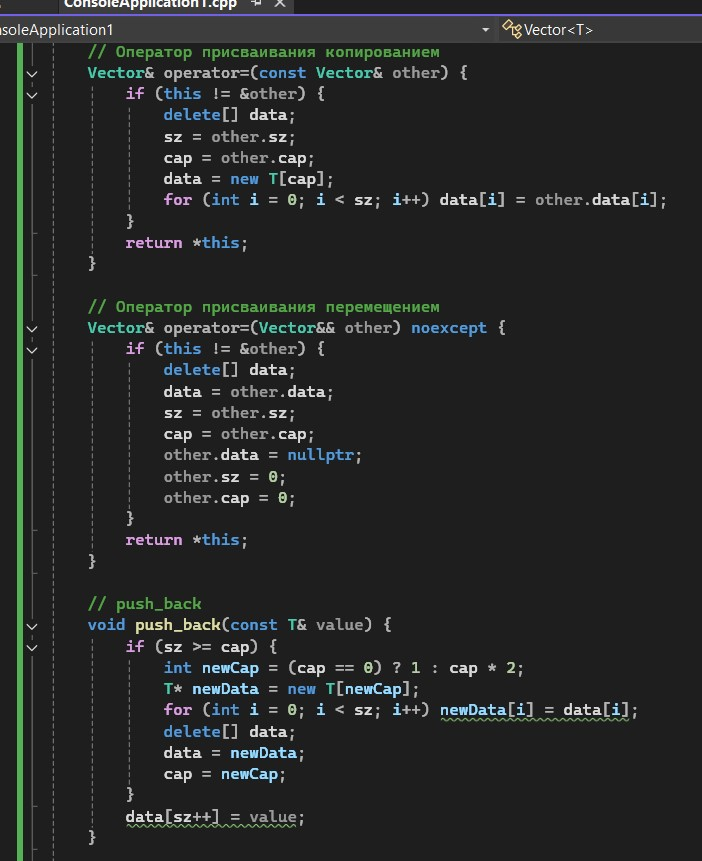 ConsoleApplication1.cpp
nsoleApplication1
Vector<T>
// Оператор присваивания копированием
Vector& operator=(const Vector& other) {
if (this != &other) {
delete[] data;
sz = other.sz;
cap = other.cap;
data = new T[cap];
for (int i = 0; i < sz; i++) data[i] = other.data[i];
}
return *this;
}
// Оператор присваивания перемещением
Vector& operator=(Vector&& other) noexcept {
if (this != &other) {
delete[] data;
data = other.data;
sz = other.sz;
cap = other.cap;
other.data = nullptr;
other.sz = 0;
other.cap = 0;
}
return *this;
}
// push_back
void push_back(const T& value) {
if (sz >= cap) {
int newCap = (cap == 0) ? 1 : cap * 2;
T* newData = new T[newCap];
for (int i = 0; i < sz; i++) newData[i] = data[i];
delete[] data;
data = newData;
cap = newCap;
}
data[sz++] = value;
}